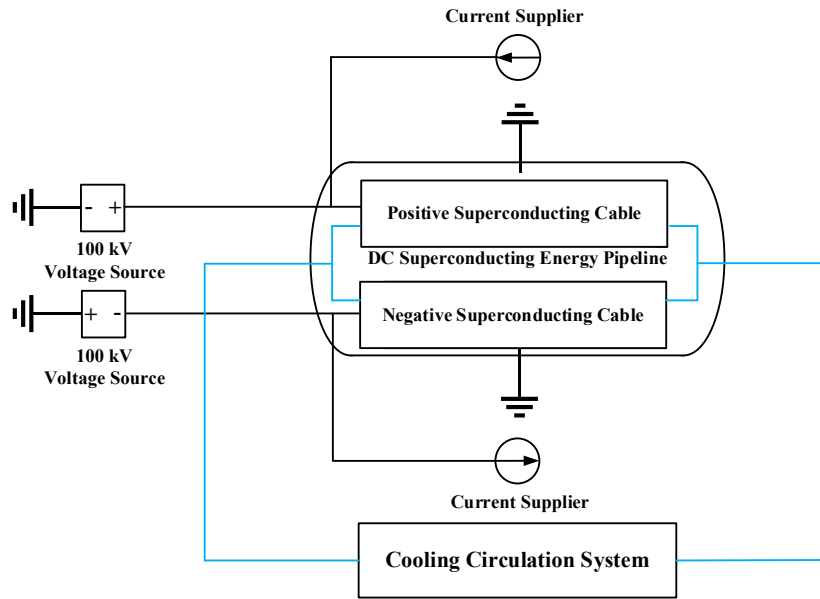 Current Supplier
Positive Superconducting Cable
- +
100 kV
Voltage Source
DC Superconducting Energy Pipeline
+ -
Negative Superconducting Cable
100 kV
Voltage Source
Current Supplier
Cooling Circulation System